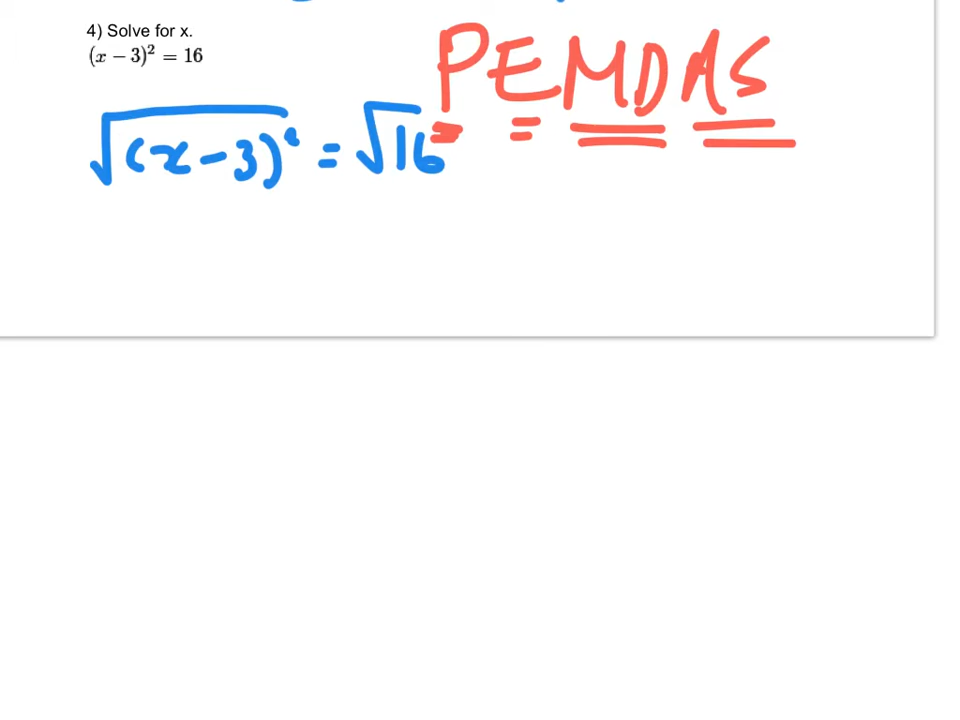 4) Solve for x.
(x − 3)² = 16
PEMDAS
√(x-3)² = √16